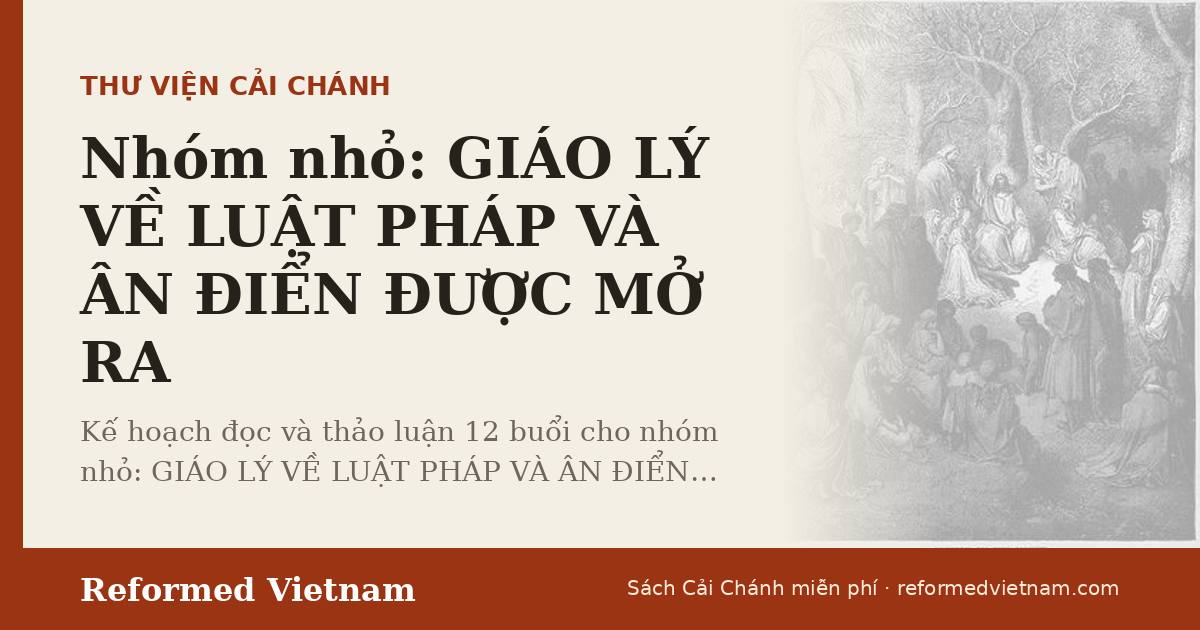 THƯ VIỆN CẢI CHÁNH
Nhóm nhỏ: GIÁO LÝ
VỀ LUẬT PHÁP VÀ
ÂN ĐIỂN ĐƯỢC MỞ
RA
Kế hoạch đọc và thảo luận 12 buổi cho nhóm
nhỏ: GIÁO LÝ VỀ LUẬT PHÁP VÀ ÂN ĐIỂN...
Reformed Vietnam
Sách Cải Chánh miễn phí · reformedvietnam.com